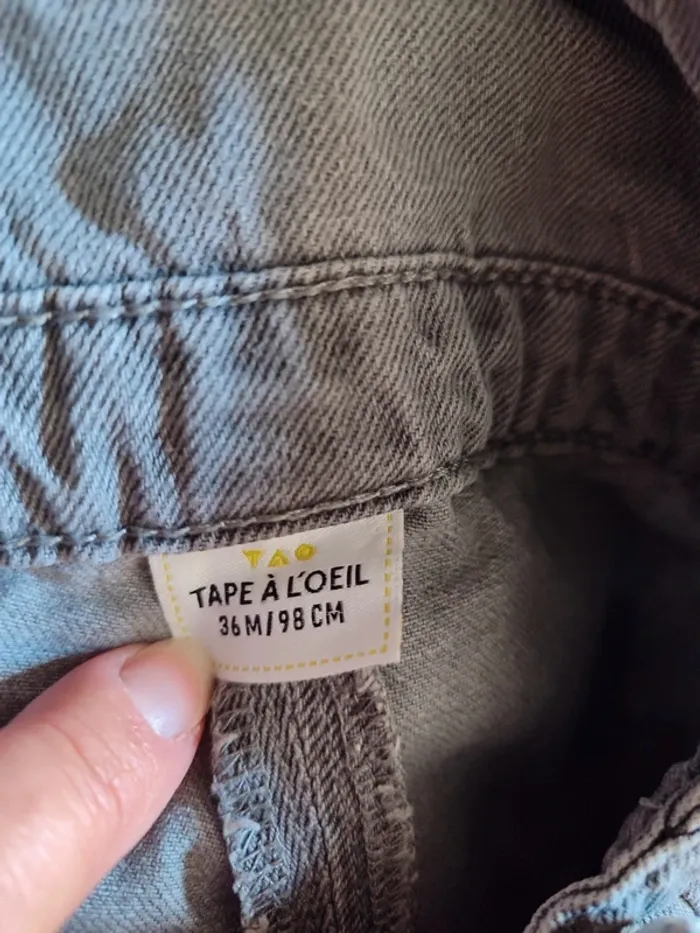 TAO
TAPE À L'OEIL
36M/98CM